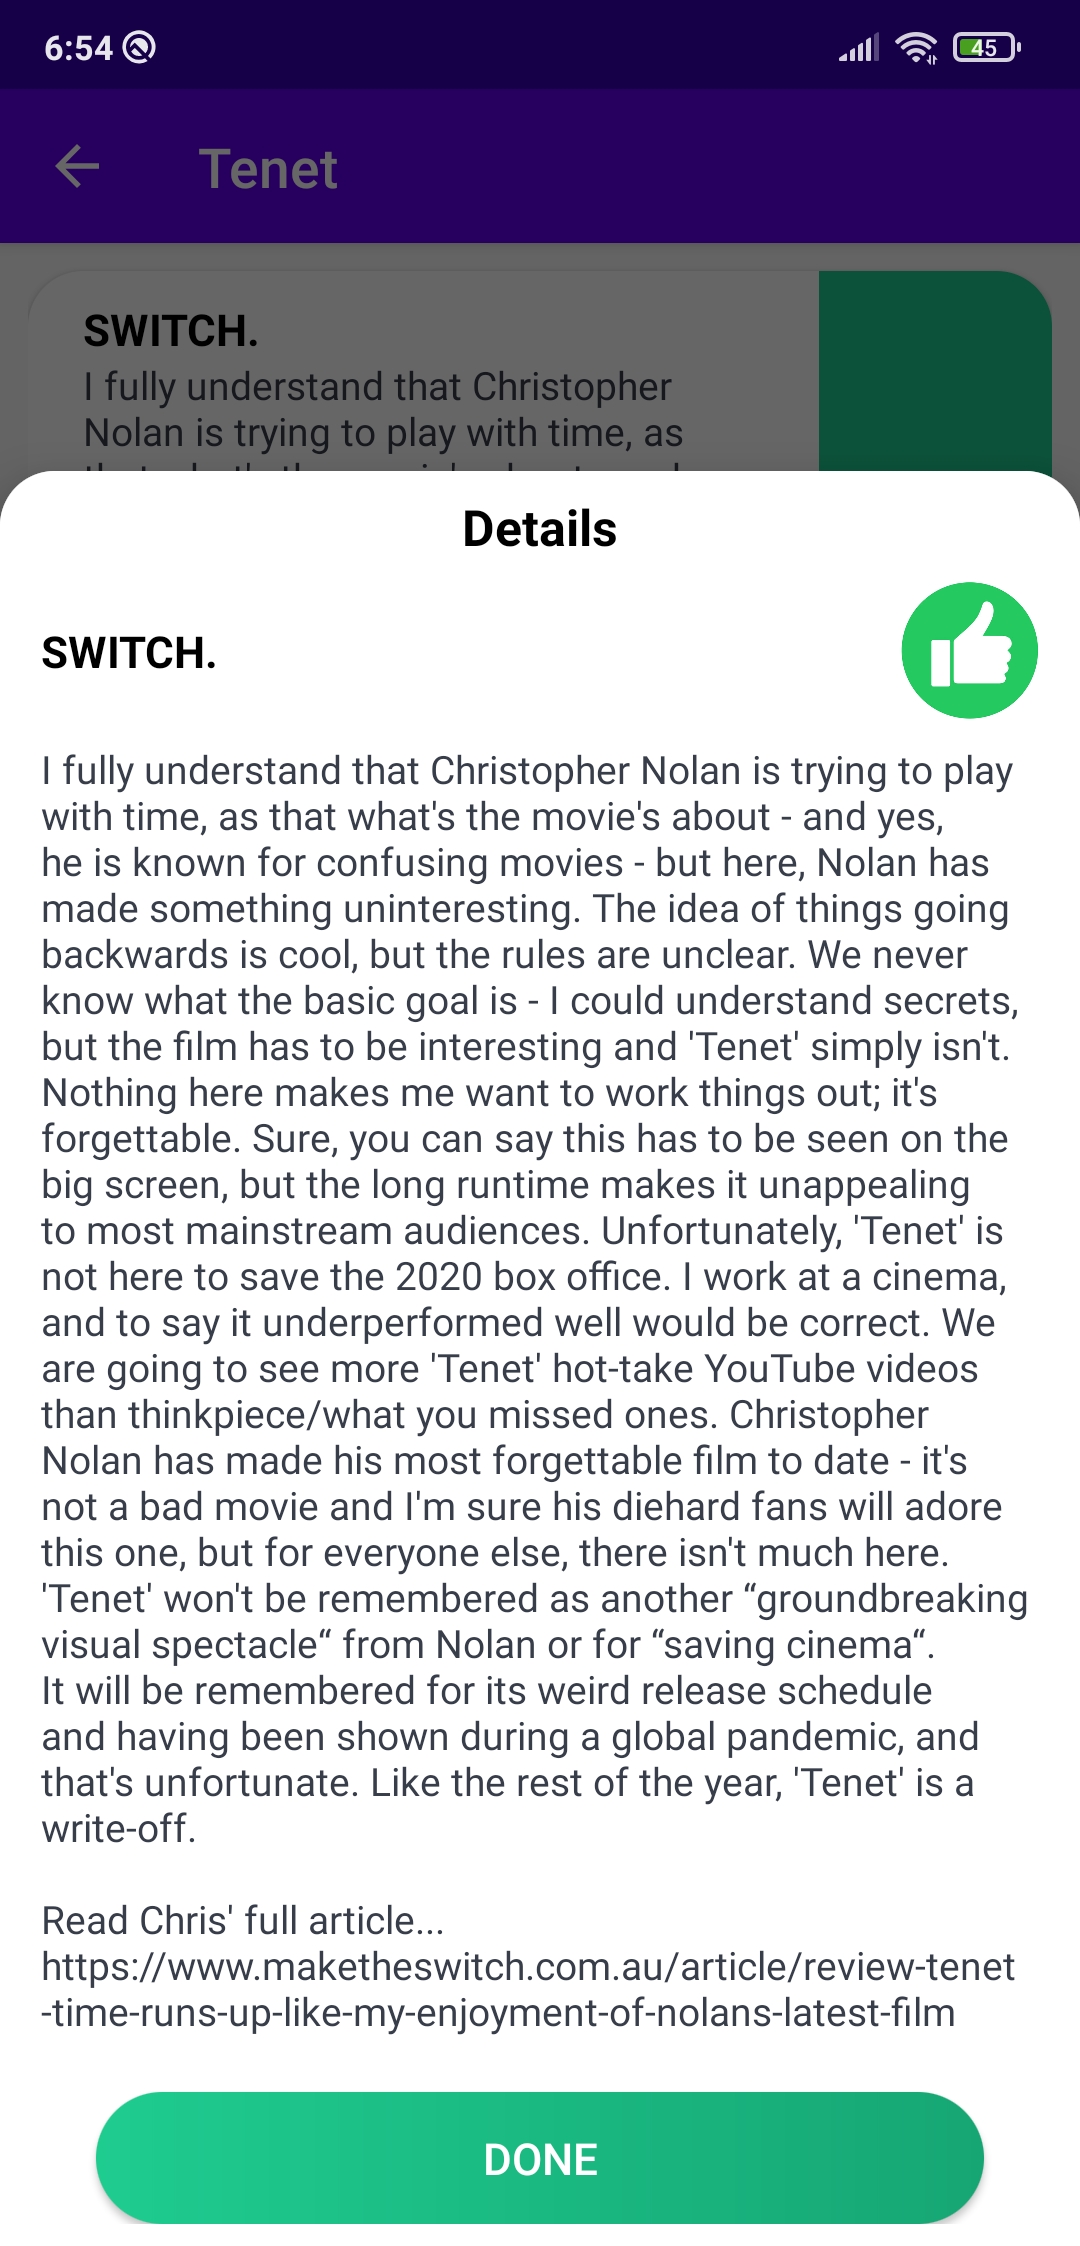 6:54
45
Tenet
SWITCH.
I fully understand that Christopher
Nolan is trying to play with time, as
Details
SWITCH.
I fully understand that Christopher Nolan is trying to play
with time, as that what's the movie's about - and yes,
he is known for confusing movies - but here, Nolan has
made something uninteresting. The idea of things going
backwards is cool, but the rules are unclear. We never
know what the basic goal is - I could understand secrets,
but the film has to be interesting and 'Tenet' simply isn't.
Nothing here makes me want to work things out; it's
forgettable. Sure, you can say this has to be seen on the
big screen, but the long runtime makes it unappealing
to most mainstream audiences. Unfortunately, 'Tenet' is
not here to save the 2020 box office. I work at a cinema,
and to say it underperformed well would be correct. We
are going to see more 'Tenet' hot-take YouTube videos
than thinkpiece/what you missed ones. Christopher
Nolan has made his most forgettable film to date - it's
not a bad movie and I'm sure his diehard fans will adore
this one, but for everyone else, there isn't much here.
'Tenet' won't be remembered as another “groundbreaking
visual spectacle“ from Nolan or for “saving cinema“.
It will be remembered for its weird release schedule
and having been shown during a global pandemic, and
that's unfortunate. Like the rest of the year, 'Tenet' is a
write-off.
Read Chris' full article...
https://www.maketheswitch.com.au/article/review-tenet
-time-runs-up-like-my-enjoyment-of-nolans-latest-film
DONE